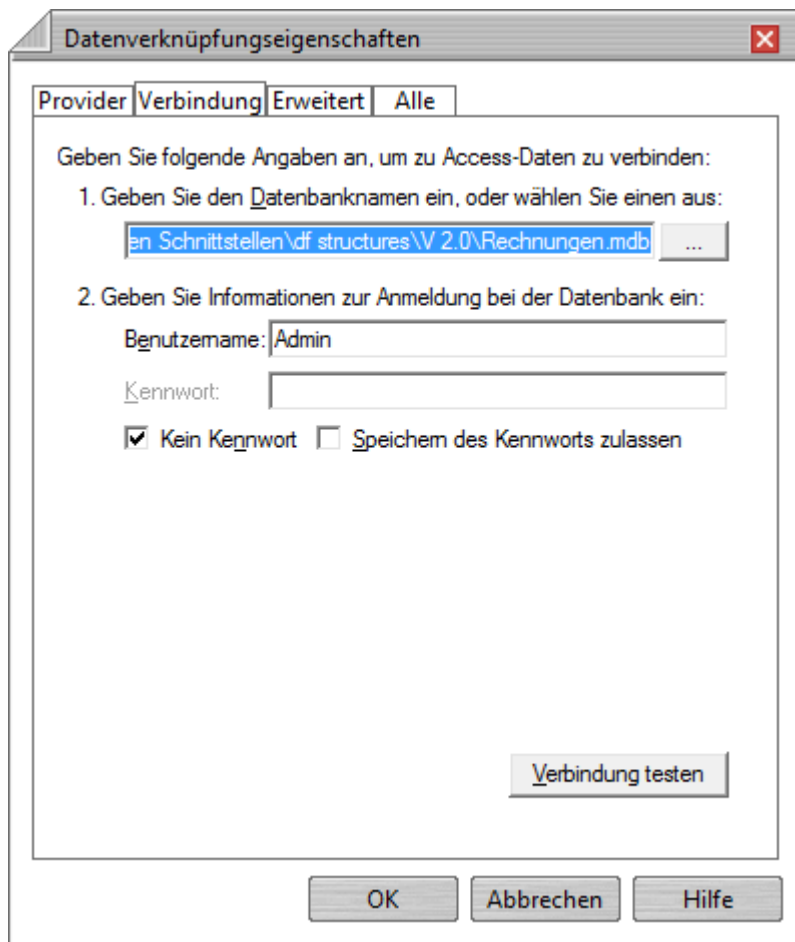 Datenverknüpfungseigenschaften
Provider Verbindung Erweitert Alle
Geben Sie folgende Angaben an, um zu Access-Daten zu verbinden:
1. Geben Sie den Datenbanknamen ein, oder wählen Sie einen aus:
en Schnittstellen\df structures\V 2.0\Rechnungen.mdb ...
2. Geben Sie Informationen zur Anmeldung bei der Datenbank ein:
Benutzername: Admin
Kennwort:
Kein Kennwort Speichern des Kennworts zulassen
Verbindung testen
OK Abbrechen Hilfe